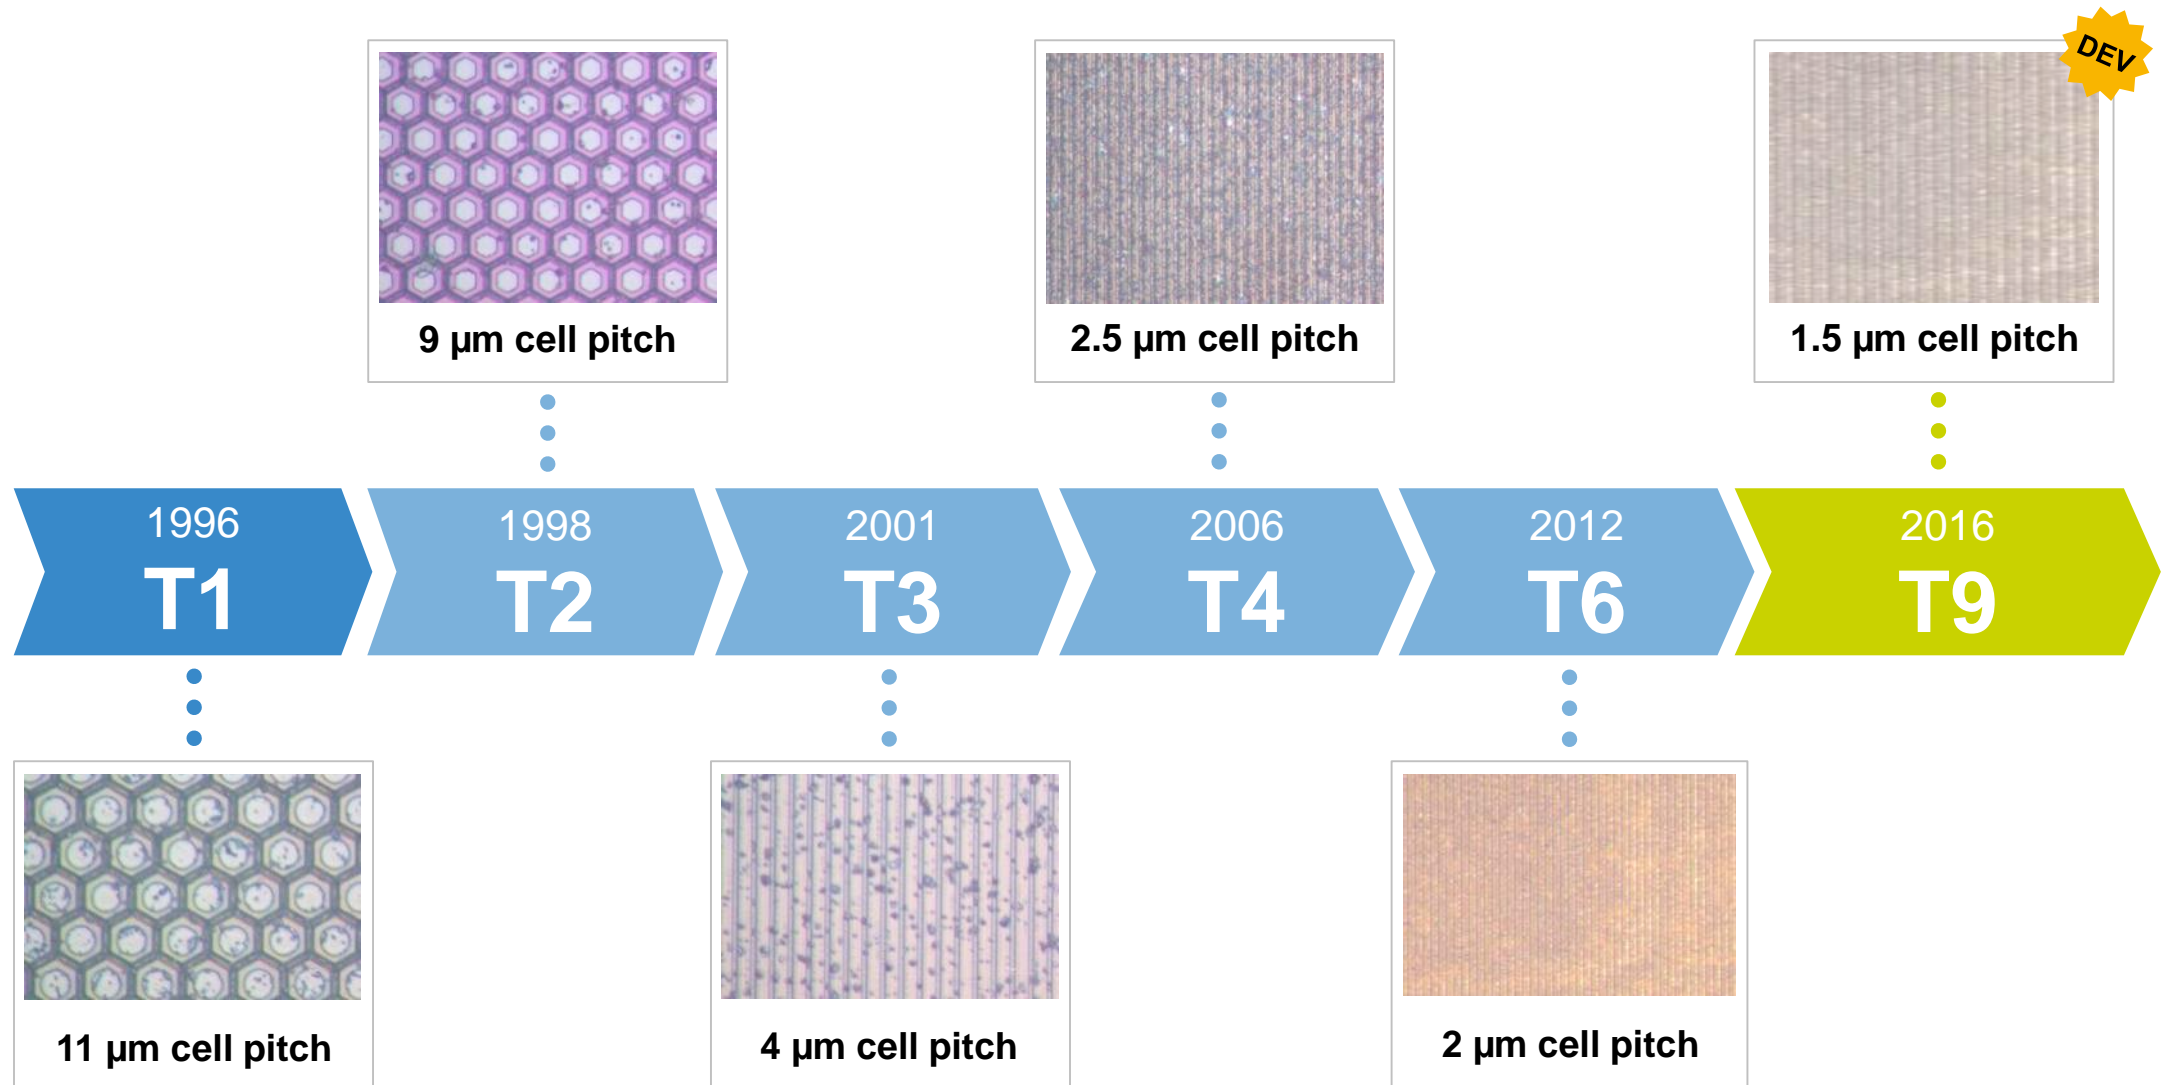 DEV
9 µm cell pitch
2.5 µm cell pitch
1.5 µm cell pitch
1996
T1
1998
T2
2001
T3
2006
T4
2012
T6
2016
T9
11 µm cell pitch
4 µm cell pitch
2 µm cell pitch